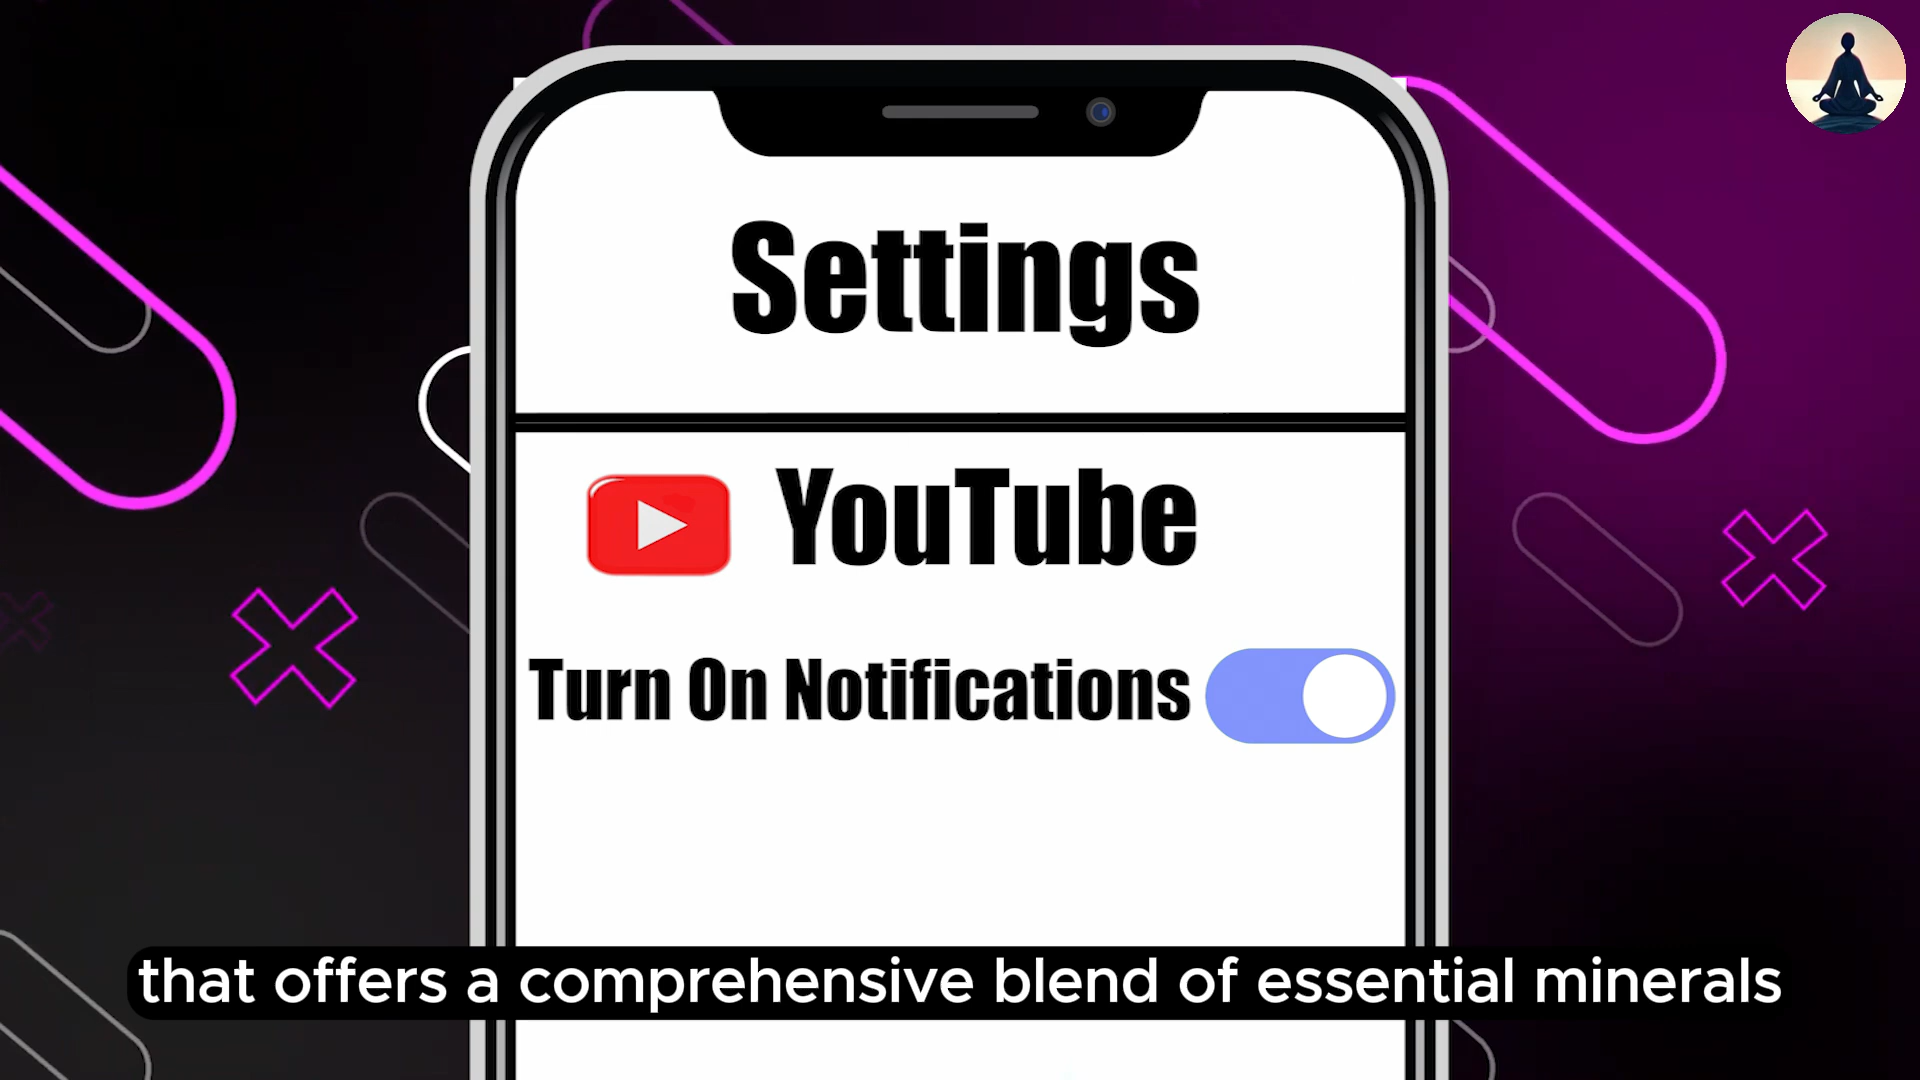 Settings
YouTube
Turn On Notifications
that offers a comprehensive blend of essential minerals